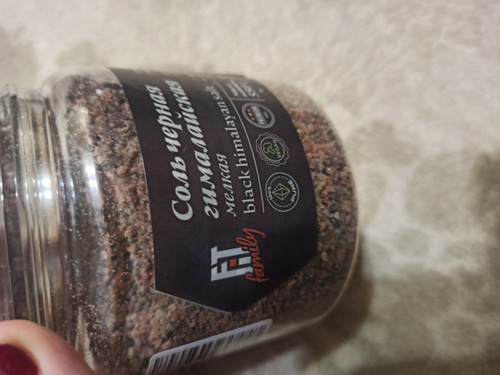 FIT
family
Соль черная
гималайская
мелкая
black himalayan salt